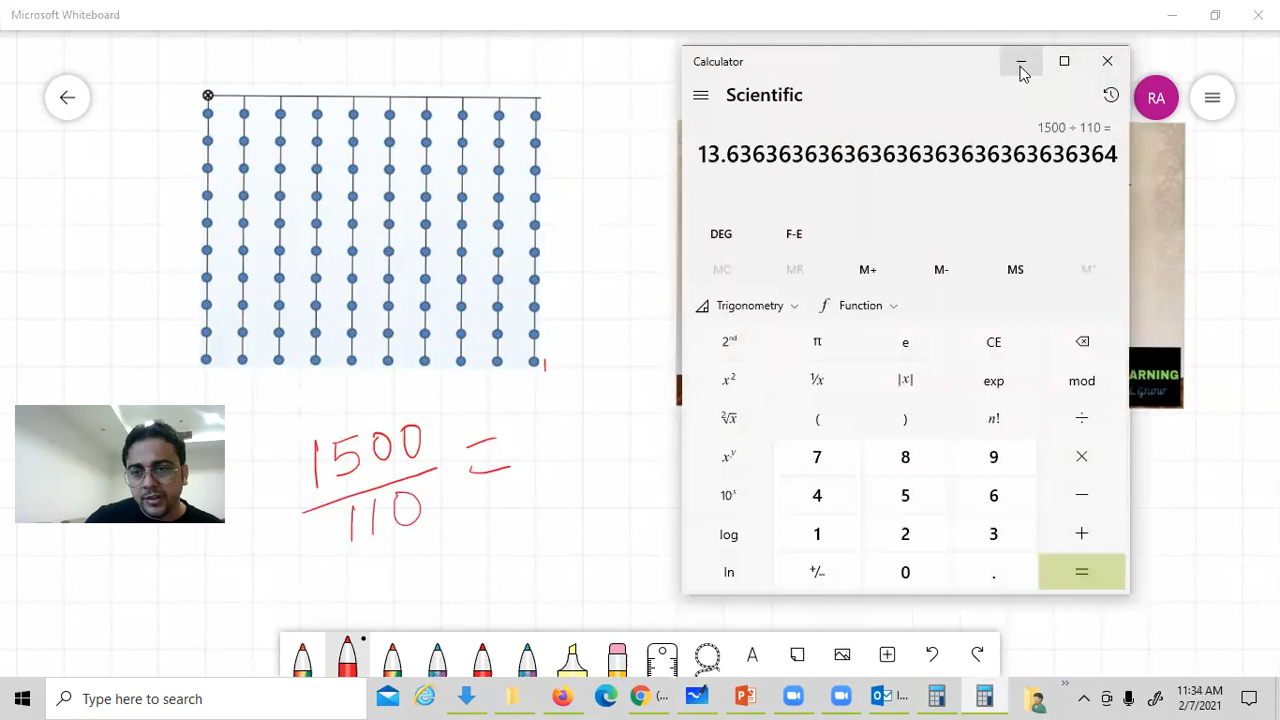 Microsoft Whiteboard
Calculator
Scientific
RA
1500 ÷ 110 =
13.636363636363636363636363636364
DEG
F-E
MC
MR
M+
M-
MS
Trigonometry
Function
2nd
π
e
CE
x²
⅟x
|x|
exp
mod
²√x
(
)
n!
÷
xʸ
7
8
9
×
10ˣ
4
5
6
−
log
1
2
3
+
ln
+/−
0
.
=
ARNING
1500
110
=
A
Type here to search
11:34 AM
2/7/2021